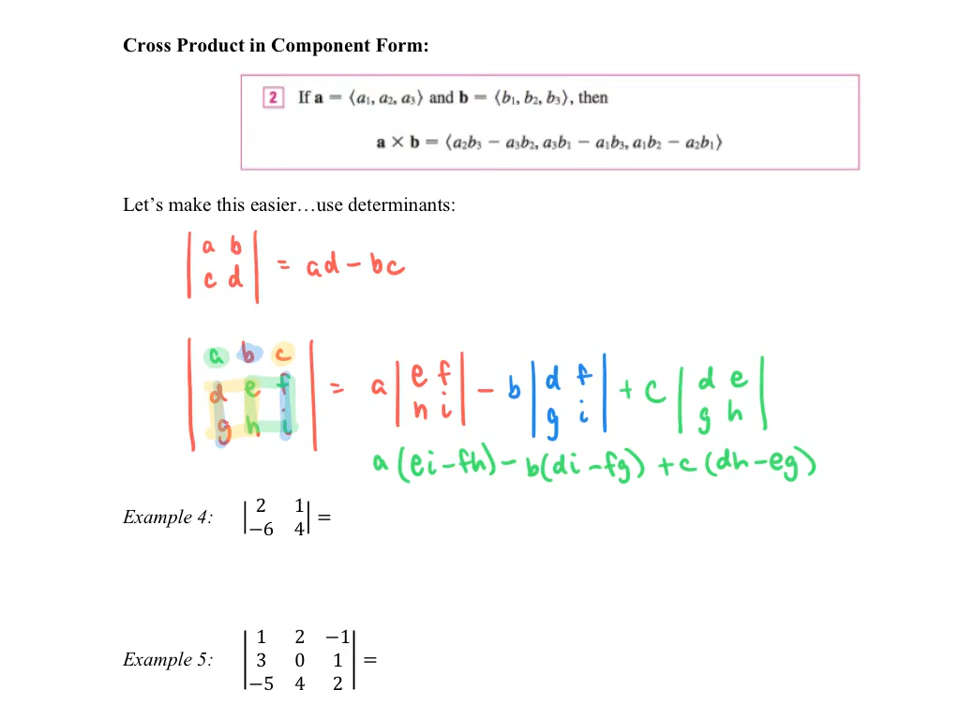 Cross Product in Component Form:
2 If a = ⟨a₁, a₂, a₃⟩ and b = ⟨b₁, b₂, b₃⟩, then
a × b = ⟨a₂b₃ − a₃b₂, a₃b₁ − a₁b₃, a₁b₂ − a₂b₁⟩
Let's make this easier…use determinants:
| a b |
| c d | = ad - bc
| a b c |
| d e f | = a | e f | - b | d f | + c | d e |
| g h i | | h i | | g i | | g h |
a (ei - fh) - b(di - fg) + c (dh - eg)
Example 4: | 2 1 |
| −6 4 | =
| 1 2 −1 |
Example 5: | 3 0 1 | =
| −5 4 2 |